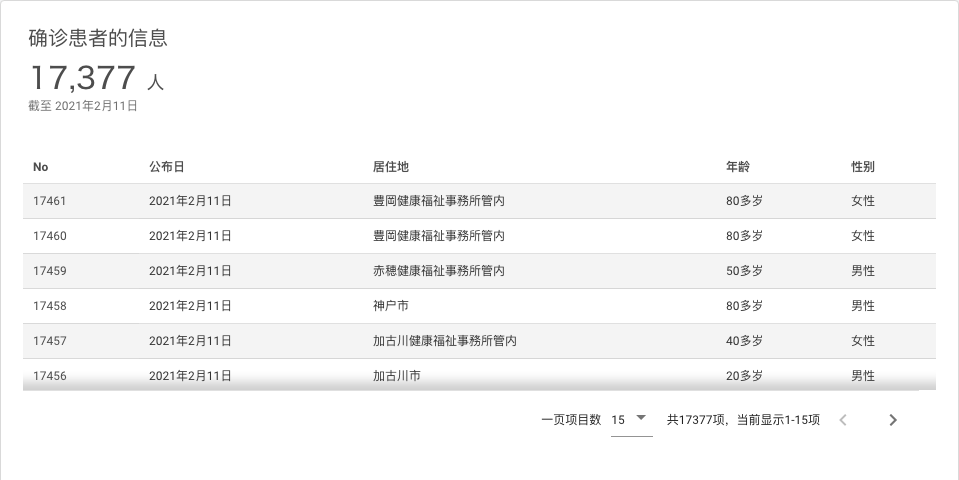 确诊患者的信息
17,377 人
截至 2021年2月11日
No 公布日 居住地 年龄 性别
17461 2021年2月11日 豊岡健康福祉事務所管内 80多岁 女性
17460 2021年2月11日 豊岡健康福祉事務所管内 80多岁 女性
17459 2021年2月11日 赤穂健康福祉事務所管内 50多岁 男性
17458 2021年2月11日 神户市 80多岁 男性
17457 2021年2月11日 加古川健康福祉事務所管内 40多岁 女性
17456 2021年2月11日 加古川市 20多岁 男性
一页项目数 15 共17377项，当前显示1-15项